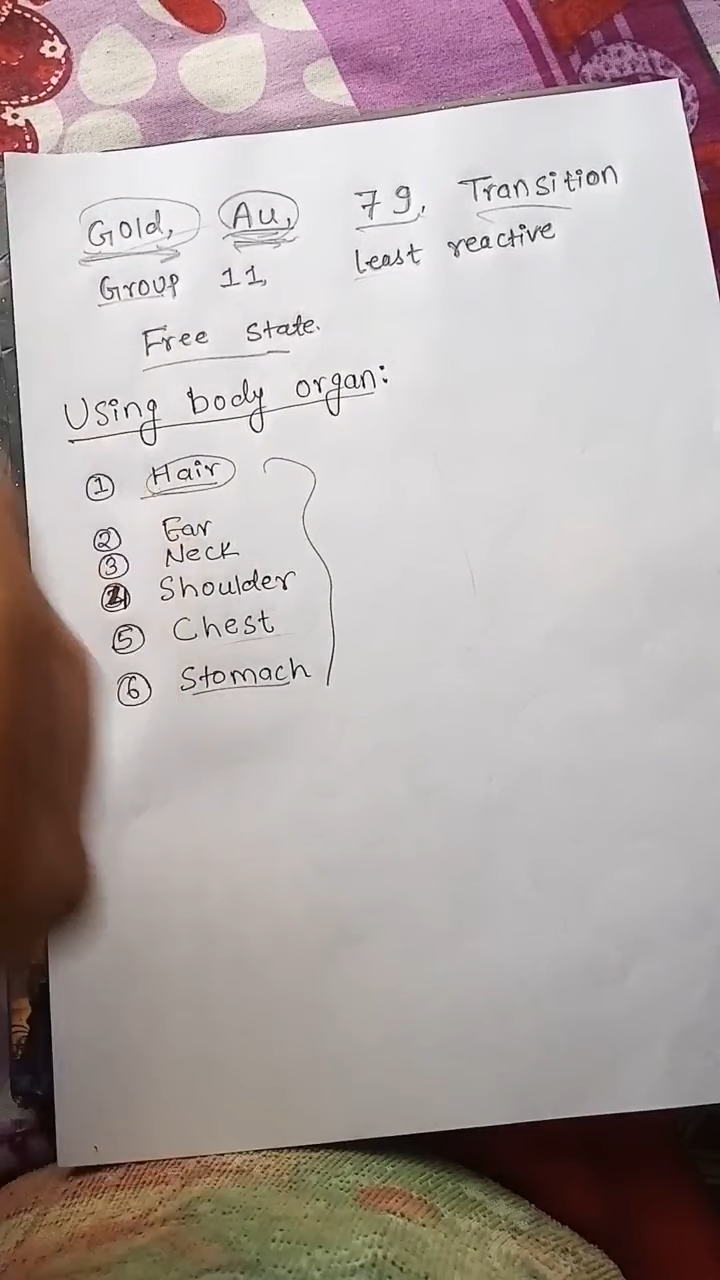 Gold, Au, 79, Transition
Group 11, least reactive
Free state.
Using body organ:
① Hair
② Ear
③ Neck
4 Shoulder
⑤ Chest
⑥ Stomach